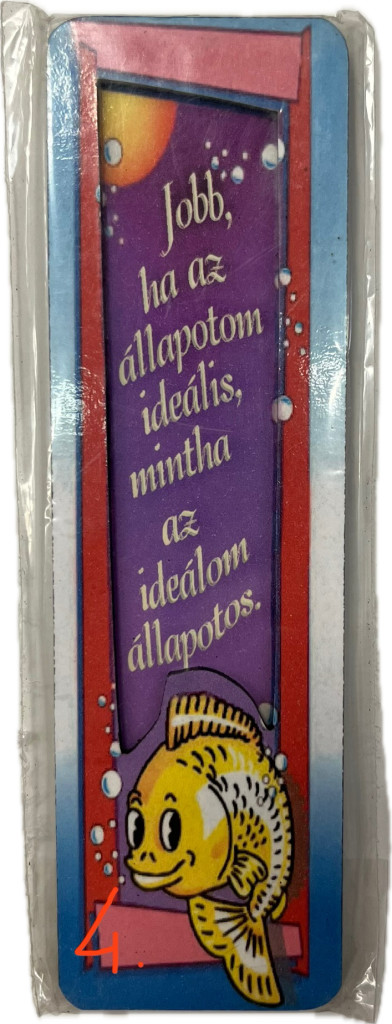 Jobb,
ha az
állapotom
ideális,
mintha
az
ideálom
állapotos.
4.